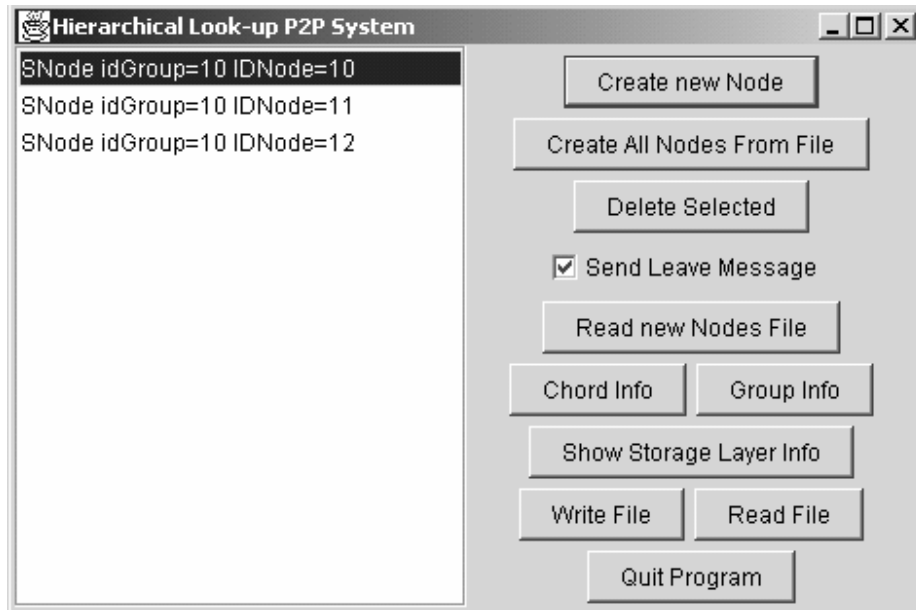 Hierarchical Look-up P2P System
SNode idGroup=10 IDNode=10
SNode idGroup=10 IDNode=11
SNode idGroup=10 IDNode=12
Create new Node
Create All Nodes From File
Delete Selected
Send Leave Message
Read new Nodes File
Chord Info Group Info
Show Storage Layer Info
Write File Read File
Quit Program